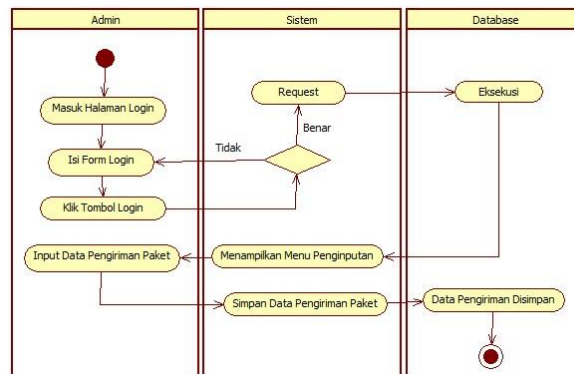 Admin
Sistem
Database
Masuk Halaman Login
Request
Eksekusi
Benar
Tidak
Isi Form Login
Klik Tombol Login
Input Data Pengiriman Paket
Menampilkan Menu Penginputan
Simpan Data Pengiriman Paket
Data Pengiriman Disimpan